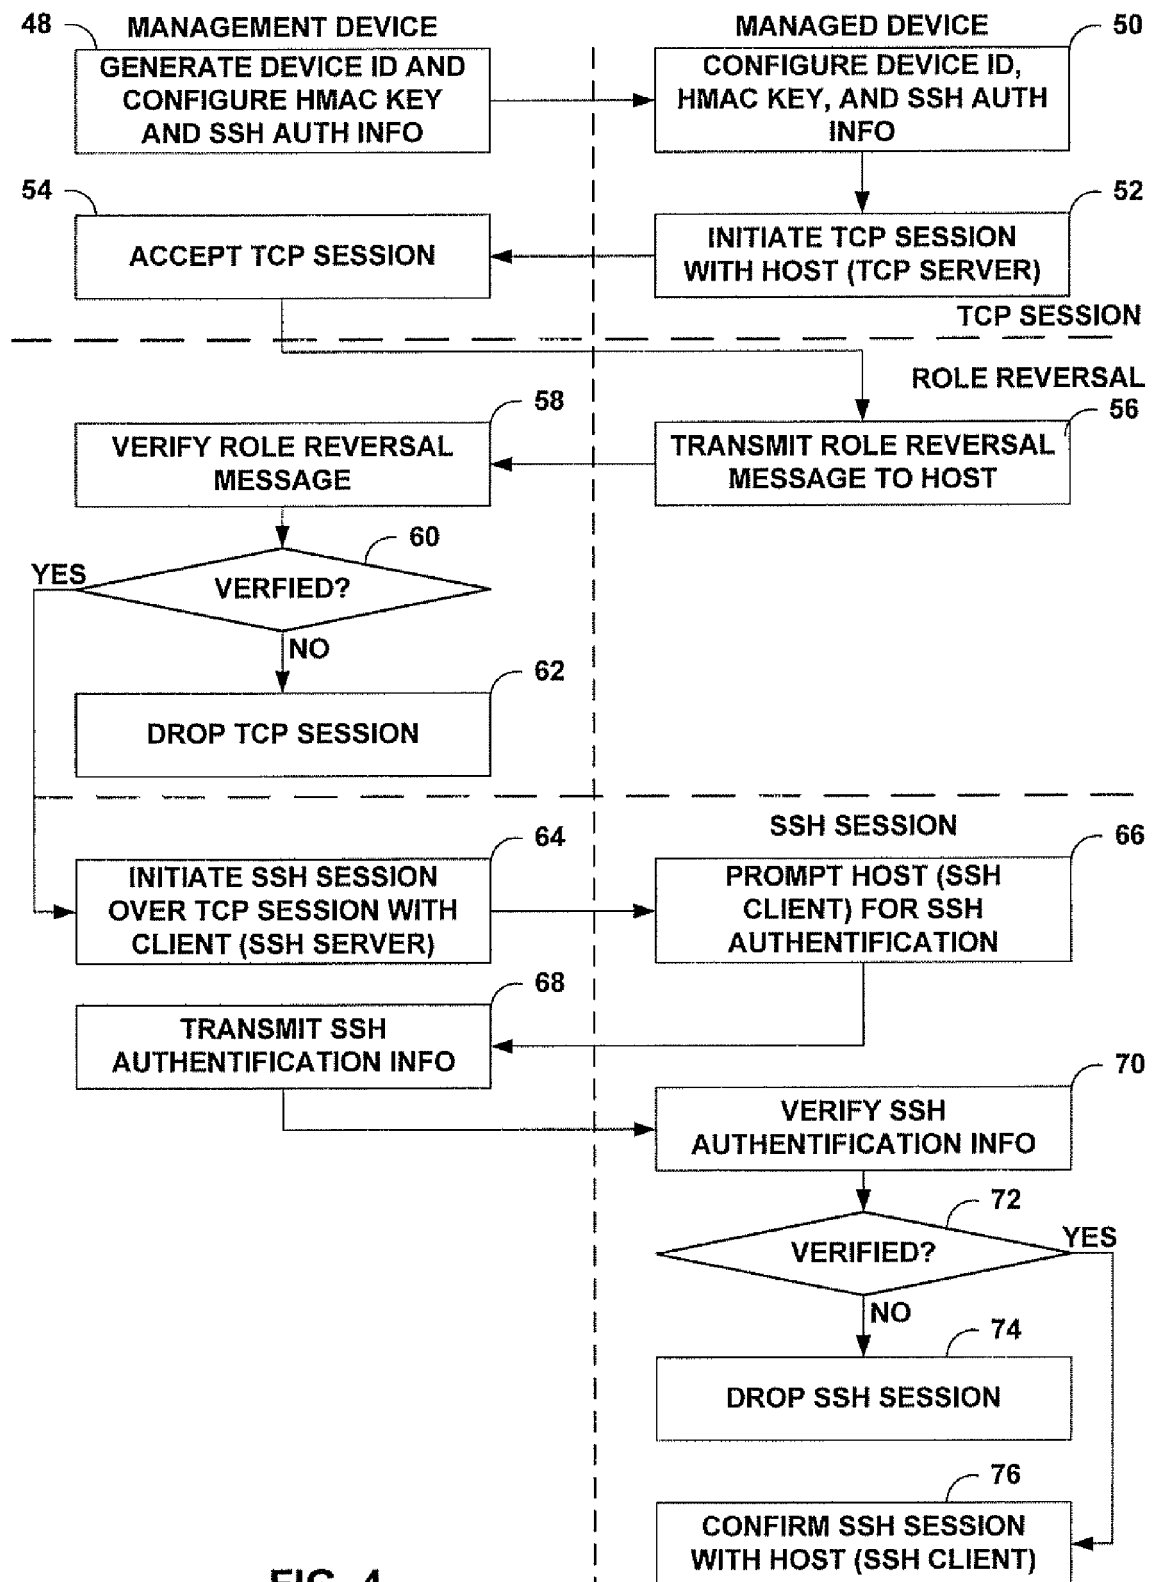 48
MANAGEMENT DEVICE
MANAGED DEVICE
50
GENERATE DEVICE ID AND
CONFIGURE HMAC KEY
AND SSH AUTH INFO
CONFIGURE DEVICE ID,
HMAC KEY, AND SSH AUTH
INFO
54
52
ACCEPT TCP SESSION
INITIATE TCP SESSION
WITH HOST (TCP SERVER)
TCP SESSION
ROLE REVERSAL
58
56
VERIFY ROLE REVERSAL
MESSAGE
TRANSMIT ROLE REVERSAL
MESSAGE TO HOST
60
YES
VERFIED?
NO
62
DROP TCP SESSION
SSH SESSION
64
66
INITIATE SSH SESSION
OVER TCP SESSION WITH
CLIENT (SSH SERVER)
PROMPT HOST (SSH
CLIENT) FOR SSH
AUTHENTIFICATION
68
TRANSMIT SSH
AUTHENTIFICATION INFO
70
VERIFY SSH
AUTHENTIFICATION INFO
72
YES
VERIFIED?
NO
74
DROP SSH SESSION
76
CONFIRM SSH SESSION
WITH HOST (SSH CLIENT)
FIG. 4